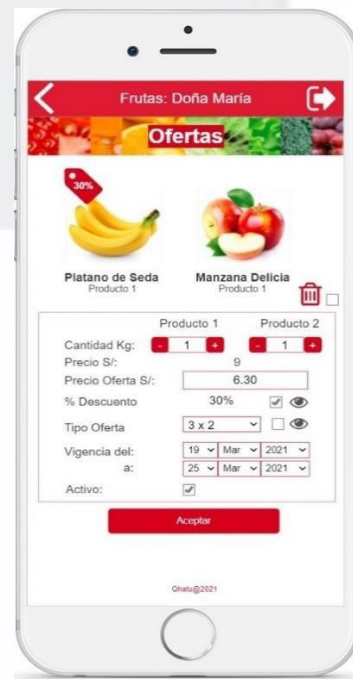 Frutas: Doña María
Ofertas
30%
Platano de Seda Manzana Delicia
Producto 1 Producto 1
Producto 1 Producto 2
Cantidad Kg: - 1 + - 1 +
Precio S/: 9
Precio Oferta S/: 6.30
% Descuento 30%
Tipo Oferta 3 x 2
Vigencia del: 19 Mar 2021
a: 25 Mar 2021
Activo:
Aceptar
Qhatu@2021